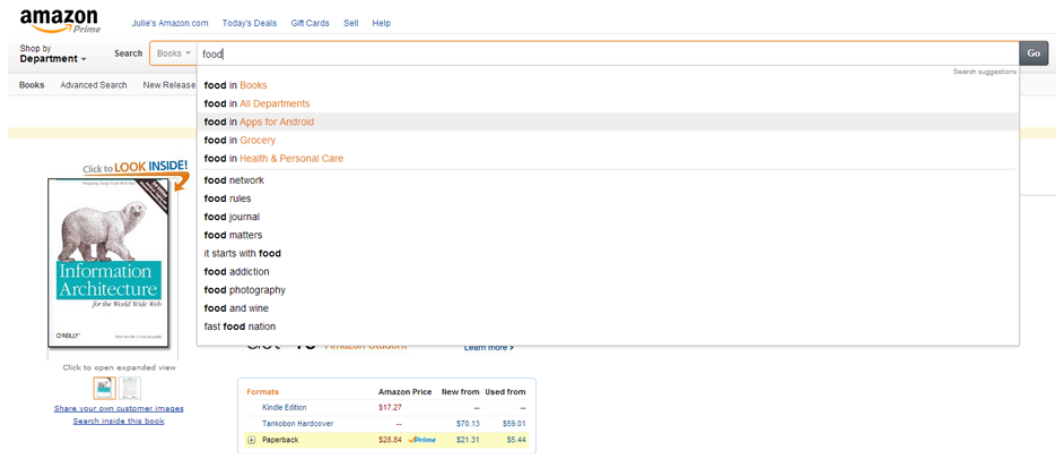 amazon
Prime
Julie's Amazon.com Today's Deals Gift Cards Sell Help
Shop by
Department
Search Books food Go
Search suggestions
Books Advanced Search New Release
food in Books
food in All Departments
food in Apps for Android
food in Grocery
food in Health & Personal Care
food network
food rules
food journal
food matters
it starts with food
food addiction
food photography
food and wine
fast food nation
Click to LOOK INSIDE!
Information
Architecture
for the World Wide Web
O'REILLY
Amazon Student Learn more
Click to open expanded view
Share your own customer images
Search inside this book
Formats Amazon Price New from Used from
Kindle Edition $17.27 -- --
Tankobon Hardcover -- $70.13 $59.01
Paperback $28.84 Prime $21.31 $5.44